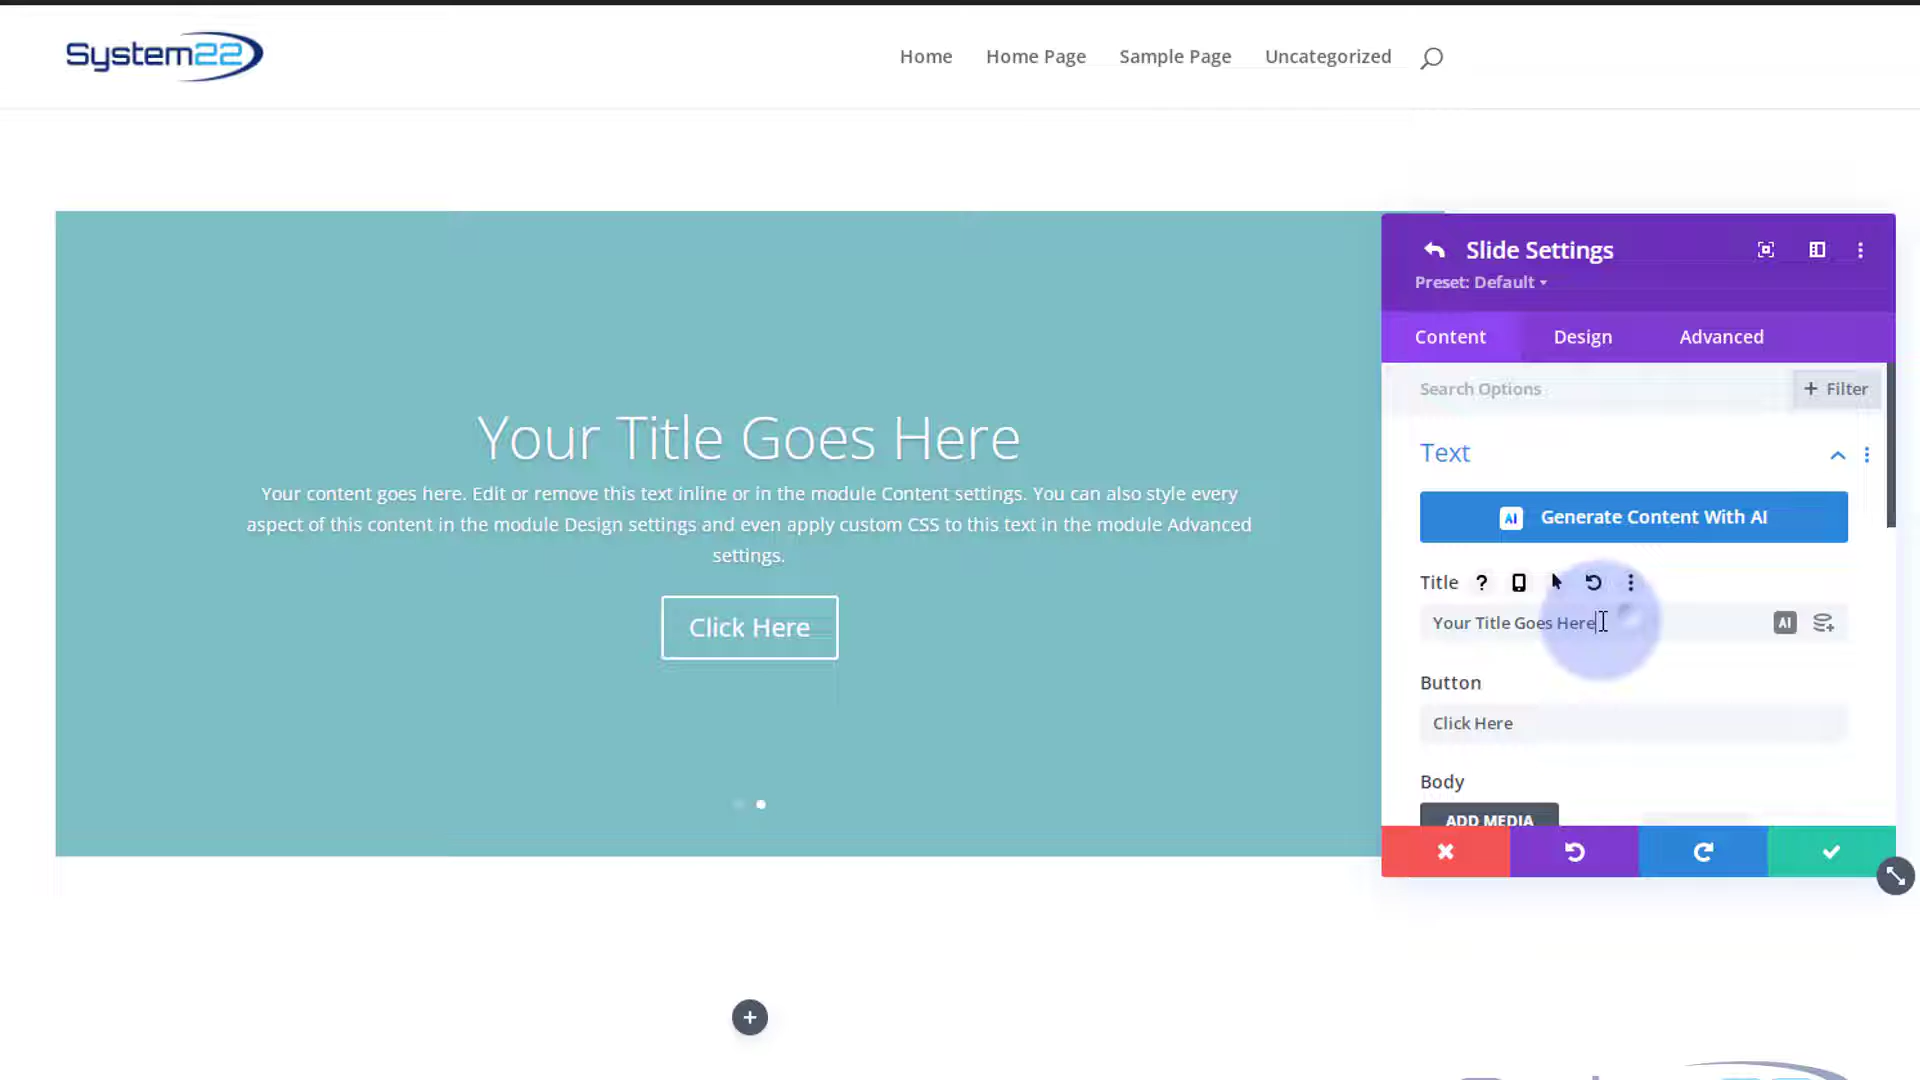 System22
Home
Home Page
Sample Page
Uncategorized
Your Title Goes Here
Your content goes here. Edit or remove this text inline or in the module Content settings. You can also style every
aspect of this content in the module Design settings and even apply custom CSS to this text in the module Advanced
settings.
Click Here
Slide Settings
Preset: Default
Content
Design
Advanced
Search Options
+ Filter
Text
AI Generate Content With AI
Title ?
Your Title Goes Here
AI
Button
Click Here
Body
ADD MEDIA